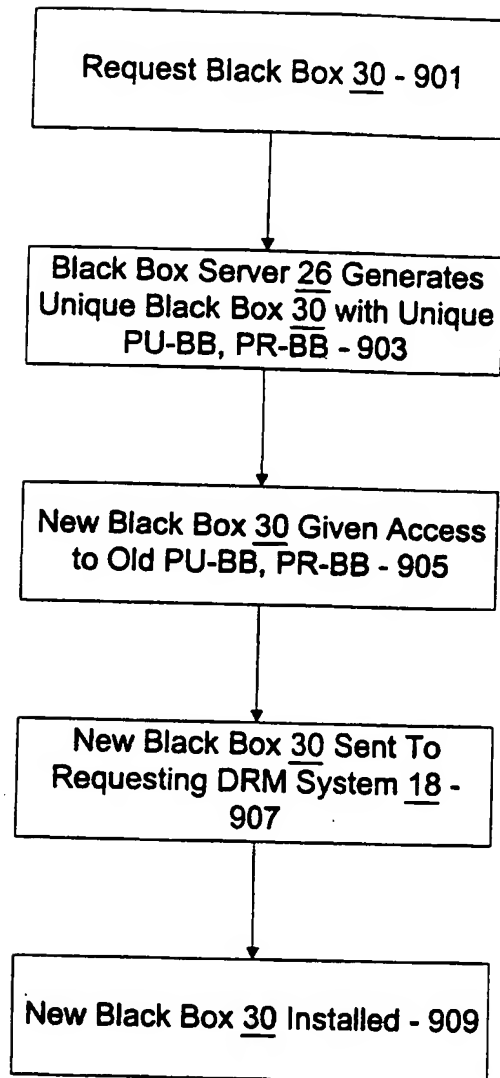 Request Black Box 30 - 901
Black Box Server 26 Generates
Unique Black Box 30 with Unique
PU-BB, PR-BB - 903
New Black Box 30 Given Access
to Old PU-BB, PR-BB - 905
New Black Box 30 Sent To
Requesting DRM System 18 -
907
New Black Box 30 Installed - 909